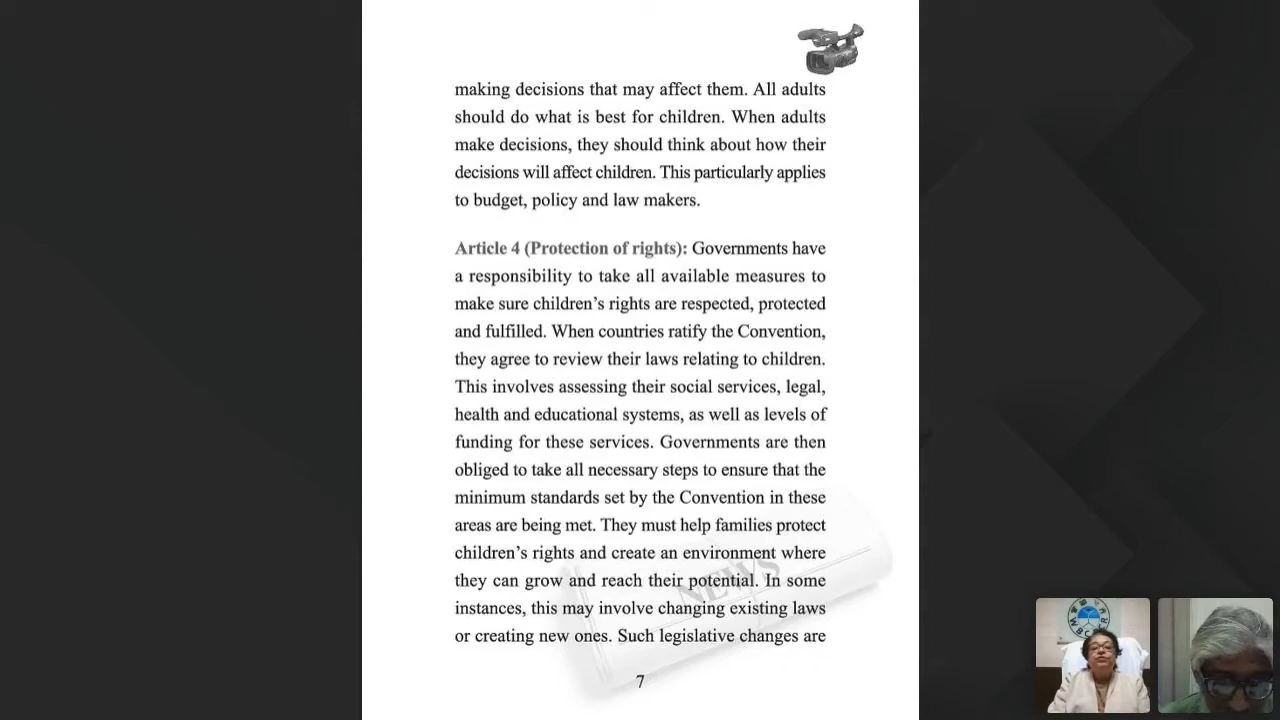 making decisions that may affect them. All adults
should do what is best for children. When adults
make decisions, they should think about how their
decisions will affect children. This particularly applies
to budget, policy and law makers.
Article 4 (Protection of rights): Governments have
a responsibility to take all available measures to
make sure children’s rights are respected, protected
and fulfilled. When countries ratify the Convention,
they agree to review their laws relating to children.
This involves assessing their social services, legal,
health and educational systems, as well as levels of
funding for these services. Governments are then
obliged to take all necessary steps to ensure that the
minimum standards set by the Convention in these
areas are being met. They must help families protect
children’s rights and create an environment where
they can grow and reach their potential. In some
instances, this may involve changing existing laws
or creating new ones. Such legislative changes are
NEWS
7